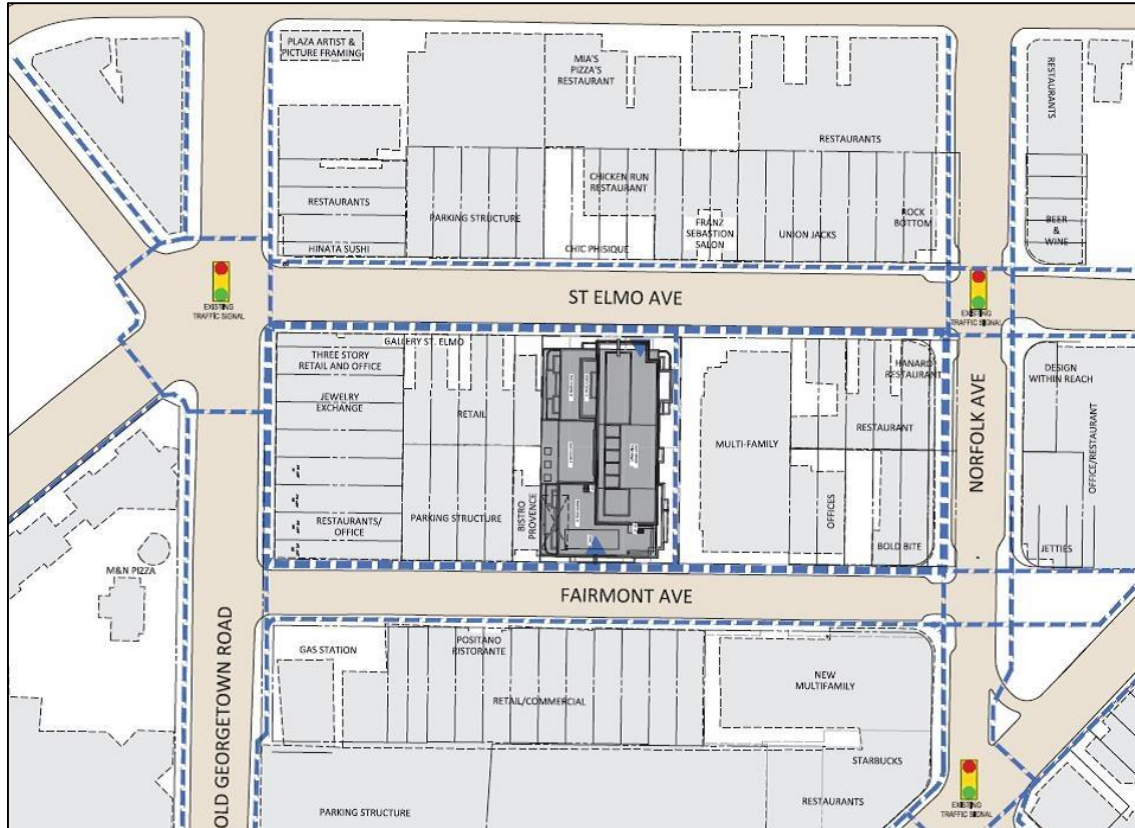 PLAZA ARTIST &
PICTURE FRAMING
MIA'S
PIZZA'S
RESTAURANT
RESTAURANTS
RESTAURANTS
CHICKEN RUN
RESTAURANT
RESTAURANTS
PARKING STRUCTURE
FRANZ
SEBASTIAN
SALON
UNION JACKS
ROCK
BOTTOM
BEER
&
WINE
HINATA SUSHI
CHIC PHISIQUE
EXISTING
TRAFFIC SIGNAL
ST ELMO AVE
EXISTING
TRAFFIC SIGNAL
GALLERY ST. ELMO
THREE STORY
RETAIL AND OFFICE
JEWELRY
EXCHANGE
RETAIL
HANARO
RESTAURANT
DESIGN
WITHIN REACH
MULTI-FAMILY
RESTAURANT
NORFOLK AVE
OFFICE/RESTAURANT
RESTAURANTS/
OFFICE
PARKING STRUCTURE
BISTRO
PROVENCE
OFFICES
BOLD BITE
JETTIES
M&N PIZZA
FAIRMONT AVE
OLD GEORGETOWN ROAD
GAS STATION
POSITANO
RISTORANTE
RETAIL/COMMERCIAL
NEW
MULTIFAMILY
STARBUCKS
RESTAURANTS
EXISTING
TRAFFIC SIGNAL
PARKING STRUCTURE